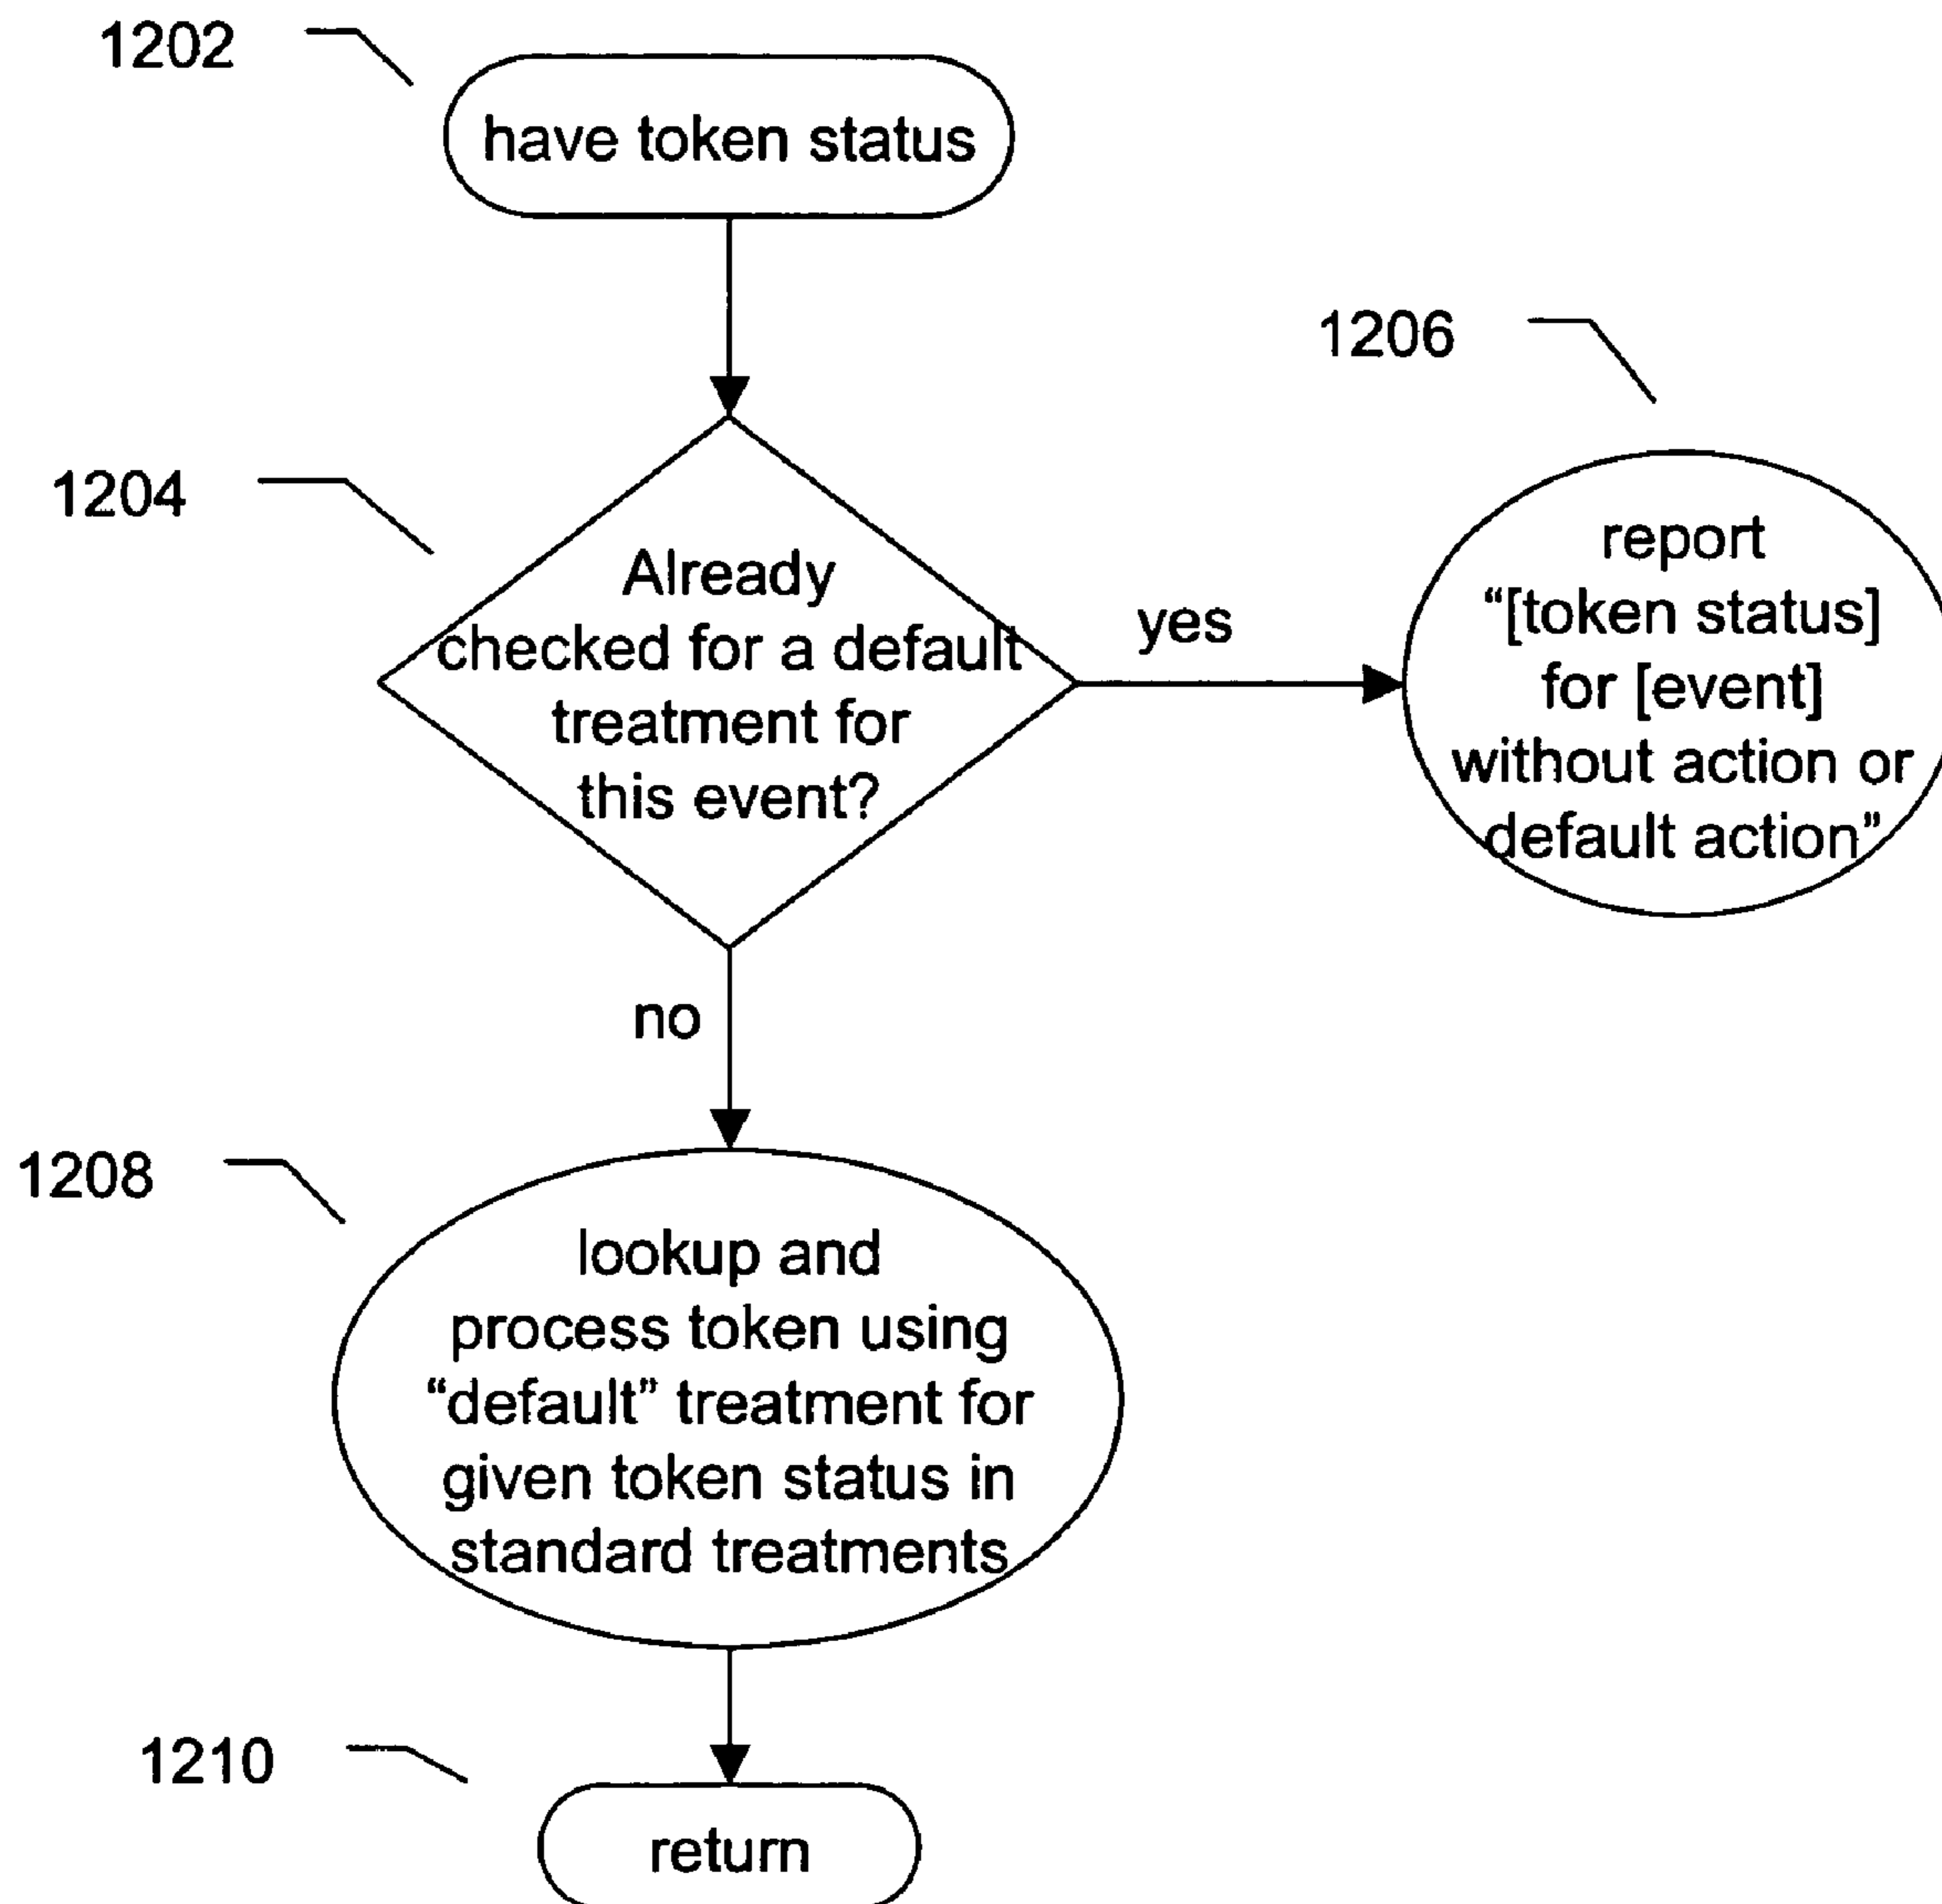 1202
have token status
1206
1204
Already
checked for a default
treatment for
this event?
yes
report
“[token status]
for [event]
without action or
default action”
no
1208
lookup and
process token using
“default” treatment for
given token status in
standard treatments
1210
return